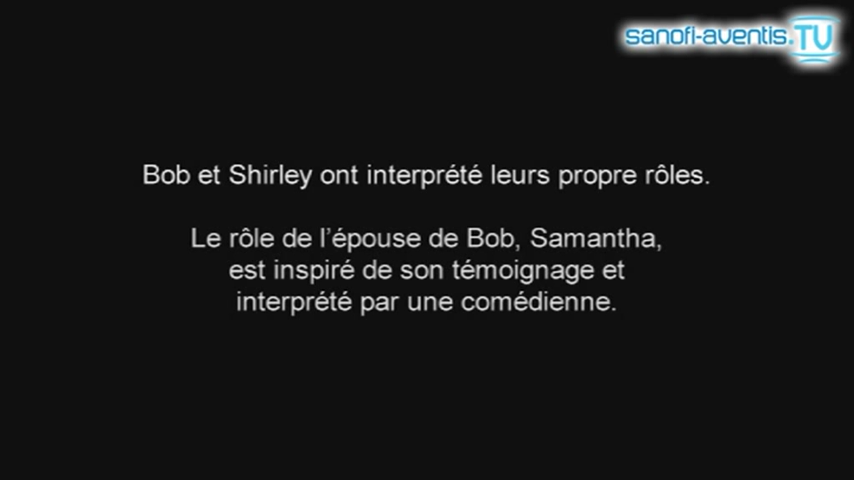 sanofi-aventis.TV
Bob et Shirley ont interprété leurs propre rôles.
Le rôle de l'épouse de Bob, Samantha,
est inspiré de son témoignage et
interprété par une comédienne.